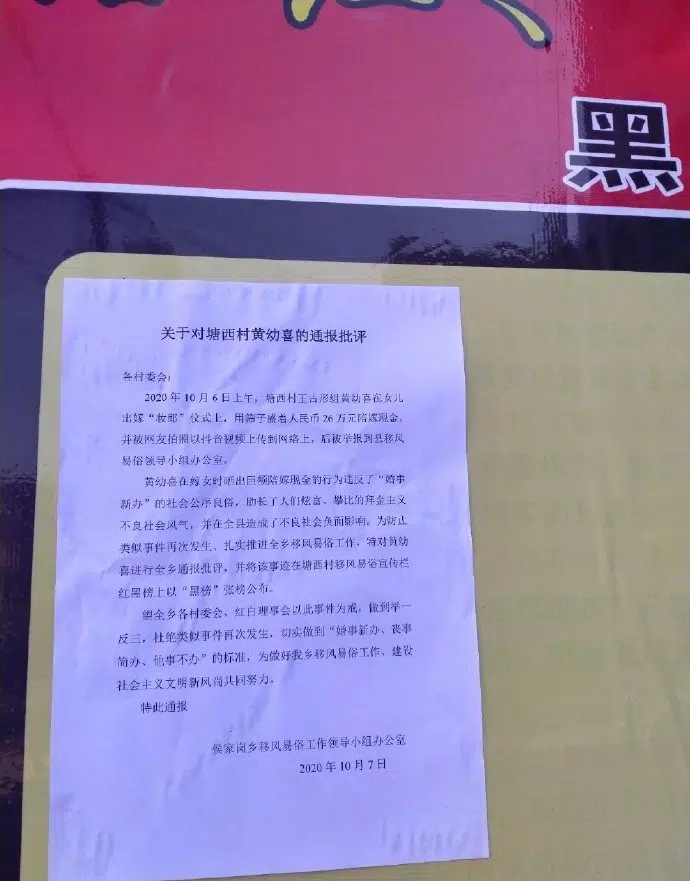 黑
关于对塘西村黄幼喜的通报批评
各村委会：
2020年10月6日上午，塘西村王古形组黄幼喜在女儿
出嫁“妆郎”仪式上，用筛子盛着人民币26万元陪嫁现金，
并被网友拍照以抖音视频上传到网络上，后被举报到县移风
易俗领导小组办公室。
黄幼喜在嫁女时晒出巨额陪嫁现金的行为违反了“婚事
新办”的社会公序良俗，助长了人们炫富、攀比的拜金主义
不良社会风气，并在全县造成了不良社会负面影响。为防止
类似事件再次发生、扎实推进全乡移风易俗工作，特对黄幼
喜进行全乡通报批评，并将该事迹在塘西村移风易俗宣传栏
红黑榜上以“黑榜”张榜公布。
望全乡各村委会、红白理事会以此事件为戒，做到举一
反三，杜绝类似事件再次发生，切实做到“婚事新办、丧事
简办、他事不办”的标准，为做好我乡移风易俗工作、建设
社会主义文明新风尚共同努力。
特此通报
侯家岗乡移风易俗工作领导小组办公室
2020年10月7日